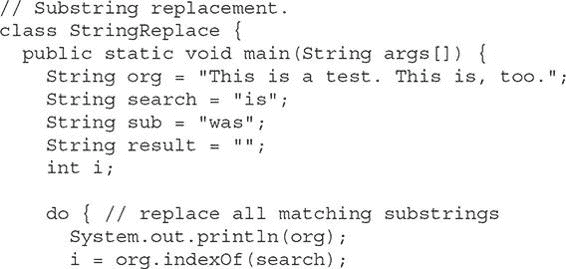 // Substring replacement.
class StringReplace {
  public static void main(String args[]) {
    String org = "This is a test. This is, too.";
    String search = "is";
    String sub = "was";
    String result = "";
    int i;

    do { // replace all matching substrings
      System.out.println(org);
      i = org.indexOf(search);